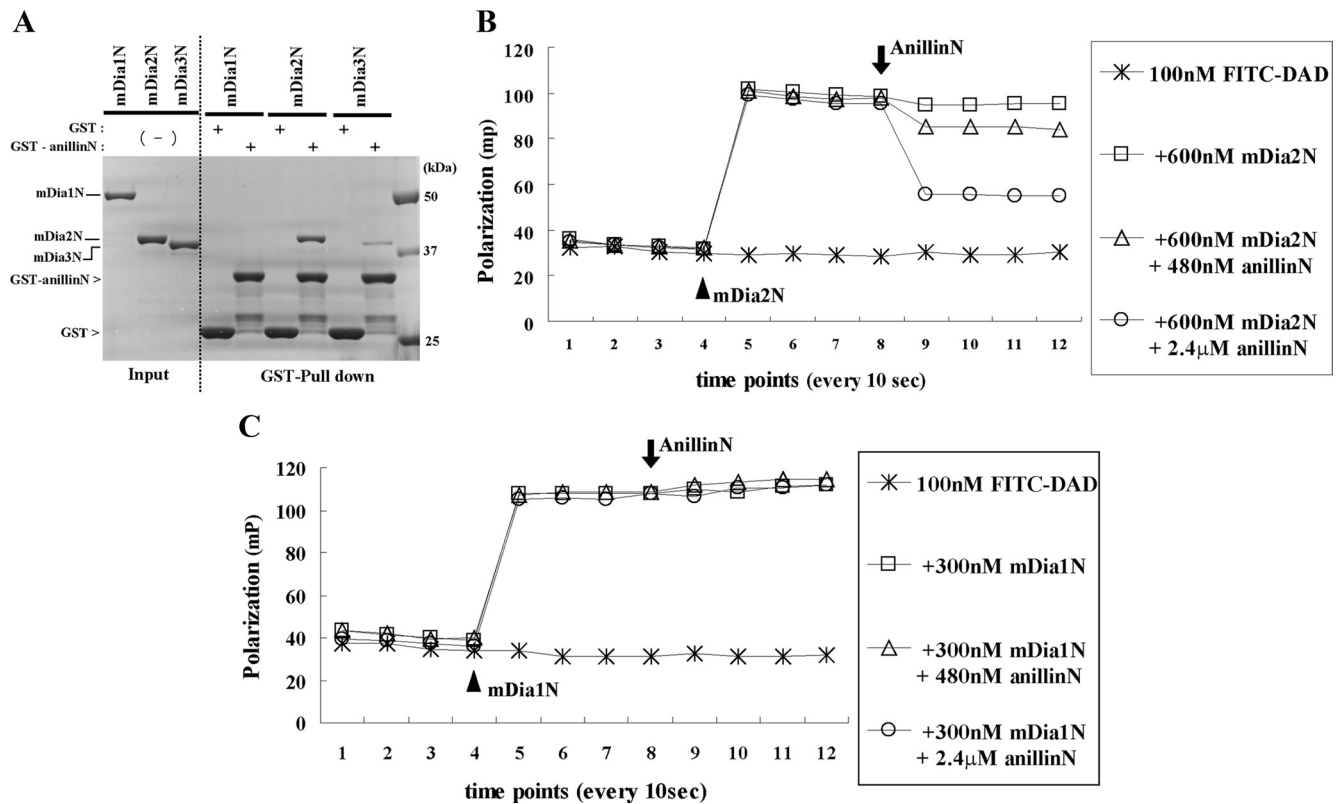 A
mDia1N
mDia2N
mDia3N
mDia1N
mDia2N
mDia3N
GST :
( - )
+ + +
GST - anillinN :
+ + +
(kDa)
mDia1N
50
mDia2N
mDia3N
37
GST-anillinN >
GST >
25
Input
GST-Pull down
B
AnillinN
Polarization (mp)
120
100
80
60
40
20
0
mDia2N
1 2 3 4 5 6 7 8 9 10 11 12
time points (every 10 sec)
100nM FITC-DAD
+600nM mDia2N
+600nM mDia2N
+ 480nM anillinN
+600nM mDia2N
+ 2.4μM anillinN
C
AnillinN
Polarization (mP)
120
100
80
60
40
20
0
mDia1N
1 2 3 4 5 6 7 8 9 10 11 12
time points (every 10sec)
100nM FITC-DAD
+300nM mDia1N
+300nM mDia1N
+ 480nM anillinN
+300nM mDia1N
+ 2.4μM anillinN